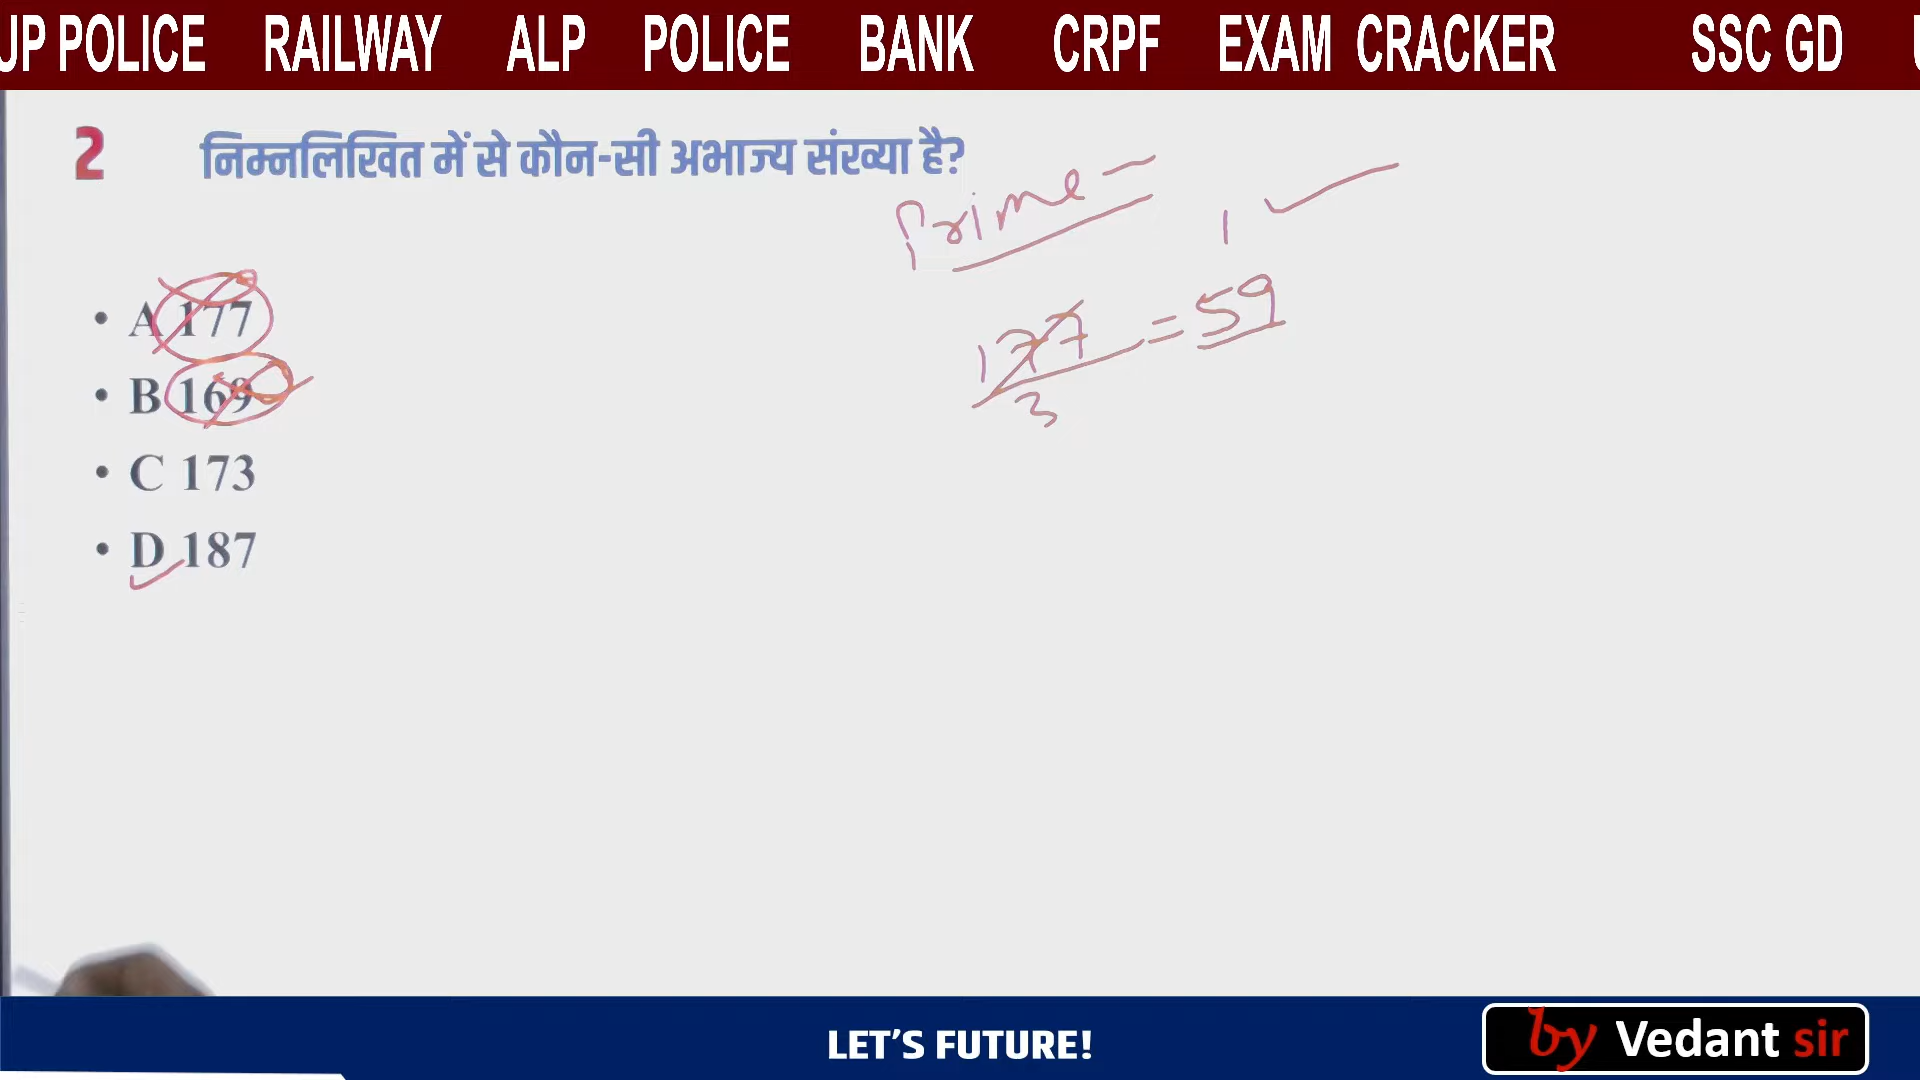 UP POLICE RAILWAY ALP POLICE BANK CRPF EXAM CRACKER SSC GD
2 निम्नलिखित में से कौन-सी अभाज्य संख्या है?
Prime =
1
• A 177
177/3 = 59
• B 169
• C 173
• D 187
LET'S FUTURE!
by Vedant sir